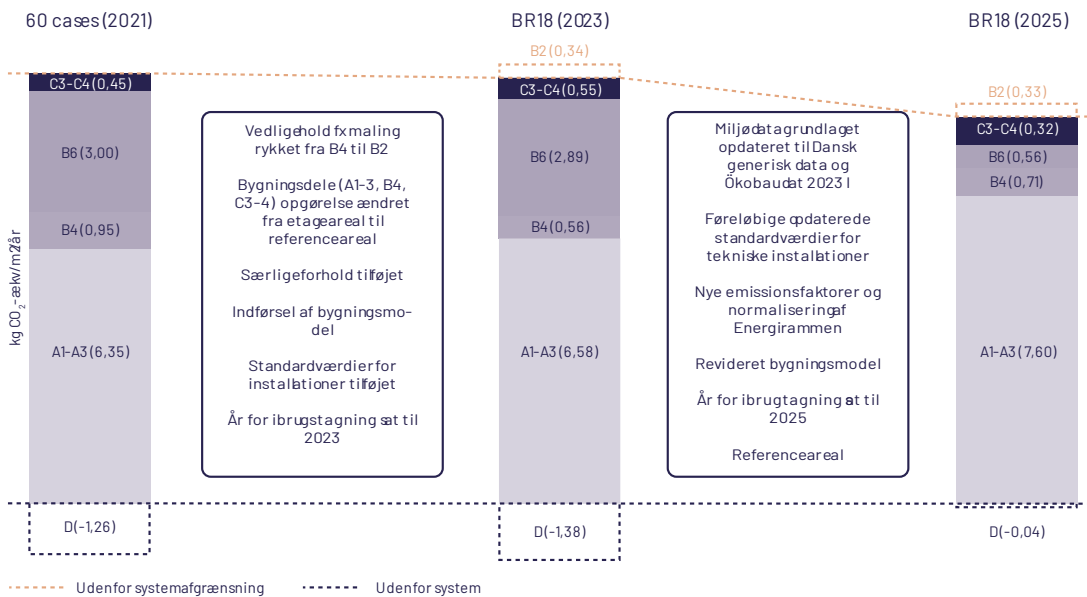 60 cases (2021)
BR18 (2023)
BR18 (2025)
kg CO2-ækv/m2/år
C3-C4 (0,45)
B6 (3,00)
B4 (0,95)
A1-A3 (6,35)
D(-1,26)
Vedligehold fx maling
rykket fra B4 til B2
Bygningsdele (A1-3, B4,
C3-4) opgørelse ændret
fra etageareal til
referenceareal
Særlige forhold tilføjet
Indførsel af bygningsmo-
del
Standardværdier for
installationer tilføjet
År for ibrugstagning sat til
2023
B2 (0,34)
C3-C4 (0,55)
B6 (2,89)
B4 (0,56)
A1-A3 (6,58)
D(-1,38)
Miljødatagrundlaget
opdateret til Dansk
generisk data og
Ökobaudat 2023 I
Føreløbige opdaterede
standardværdier for
tekniske installationer
Nye emissionsfaktorer og
normalisering af
Energirammen
Revideret bygningsmodel
År for ibrugtagning sat til
2025
Referenceareal
B2 (0,33)
C3-C4 (0,32)
B6 (0,56)
B4 (0,71)
A1-A3 (7,60)
D(-0,04)
Udenfor systemafgrænsning
Udenfor system